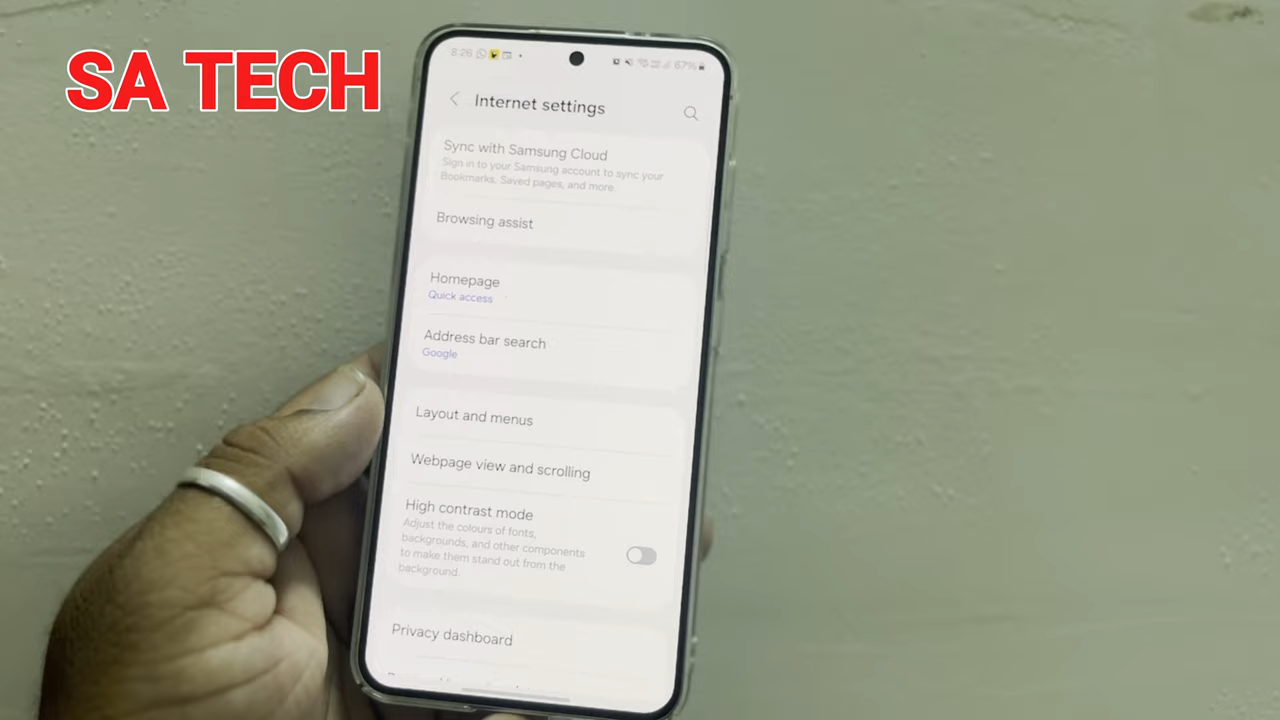 SA TECH
8:26
67%
Internet settings
Sync with Samsung Cloud
Sign in to your Samsung account to sync your
Bookmarks, Saved pages, and more.
Browsing assist
Homepage
Quick access
Address bar search
Google
Layout and menus
Webpage view and scrolling
High contrast mode
Adjust the colours of fonts,
backgrounds, and other components
to make them stand out from the
background.
Privacy dashboard